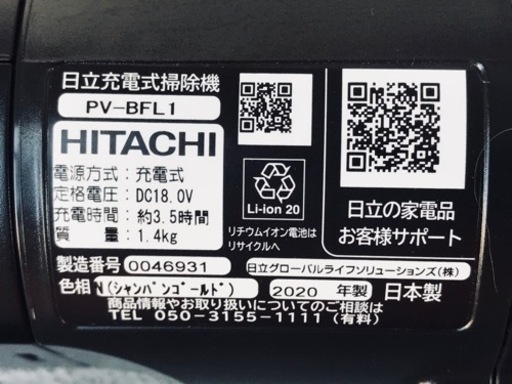 日立充電式掃除機
PV-BFL1
HITACHI
電源方式：充電式
定格電圧：DC18.0V
充電時間：約3.5時間
質　　量：1.4kg
Li-ion 20
リチウムイオン電池は
リサイクルへ
日立の家電品
お客様サポート
製造番号 0046931
日立グローバルライフソリューションズ(株)
色相 N(シャンパンゴールド)
2020 年製 日本製
商品情報やお取り扱いについてのご相談は
TEL 050-3155-1111 (有料)